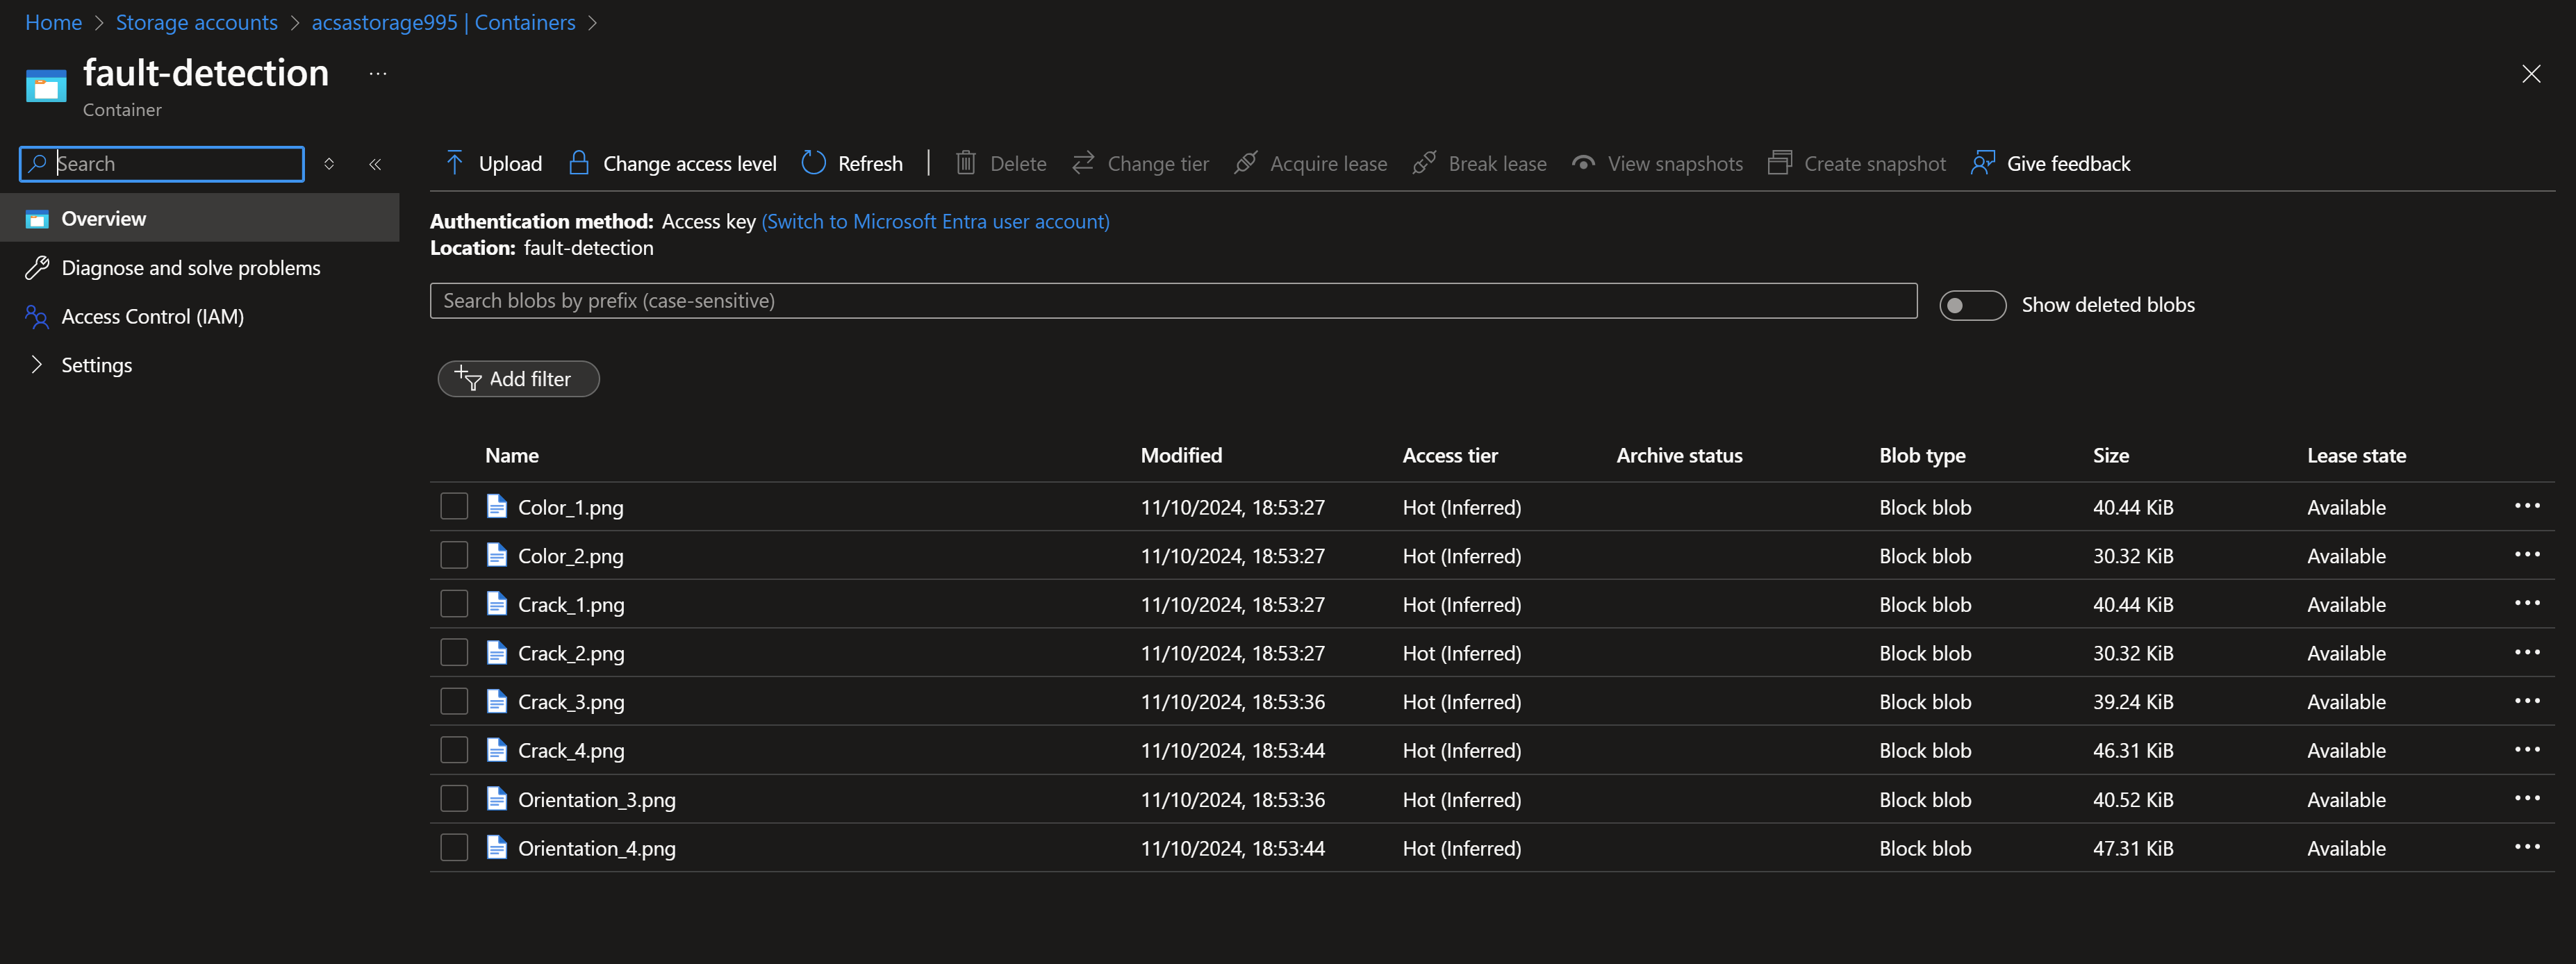 Home > Storage accounts > acsastorage995 | Containers >
fault-detection ...
Container
Search
Upload Change access level Refresh | Delete Change tier Acquire lease Break lease View snapshots Create snapshot Give feedback
Overview
Diagnose and solve problems
Access Control (IAM)
Settings
Authentication method: Access key (Switch to Microsoft Entra user account)
Location: fault-detection
Search blobs by prefix (case-sensitive)
Show deleted blobs
Add filter
Name Modified Access tier Archive status Blob type Size Lease state
Color_1.png 11/10/2024, 18:53:27 Hot (Inferred) Block blob 40.44 KiB Available ...
Color_2.png 11/10/2024, 18:53:27 Hot (Inferred) Block blob 30.32 KiB Available ...
Crack_1.png 11/10/2024, 18:53:27 Hot (Inferred) Block blob 40.44 KiB Available ...
Crack_2.png 11/10/2024, 18:53:27 Hot (Inferred) Block blob 30.32 KiB Available ...
Crack_3.png 11/10/2024, 18:53:36 Hot (Inferred) Block blob 39.24 KiB Available ...
Crack_4.png 11/10/2024, 18:53:44 Hot (Inferred) Block blob 46.31 KiB Available ...
Orientation_3.png 11/10/2024, 18:53:36 Hot (Inferred) Block blob 40.52 KiB Available ...
Orientation_4.png 11/10/2024, 18:53:44 Hot (Inferred) Block blob 47.31 KiB Available ...